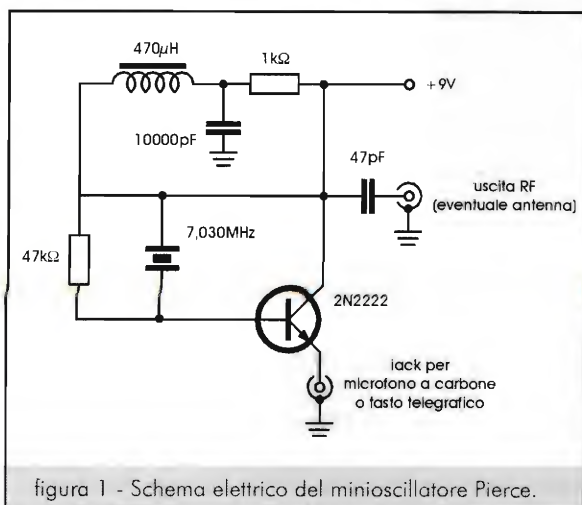 470µH
1kΩ
+9V
10000pF
47pF
uscita RF
(eventuale antenna)
7,030MHz
47kΩ
2N2222
jack per
microfono a carbone
o tasto telegrafico
figura 1 - Schema elettrico del minioscillatore Pierce.